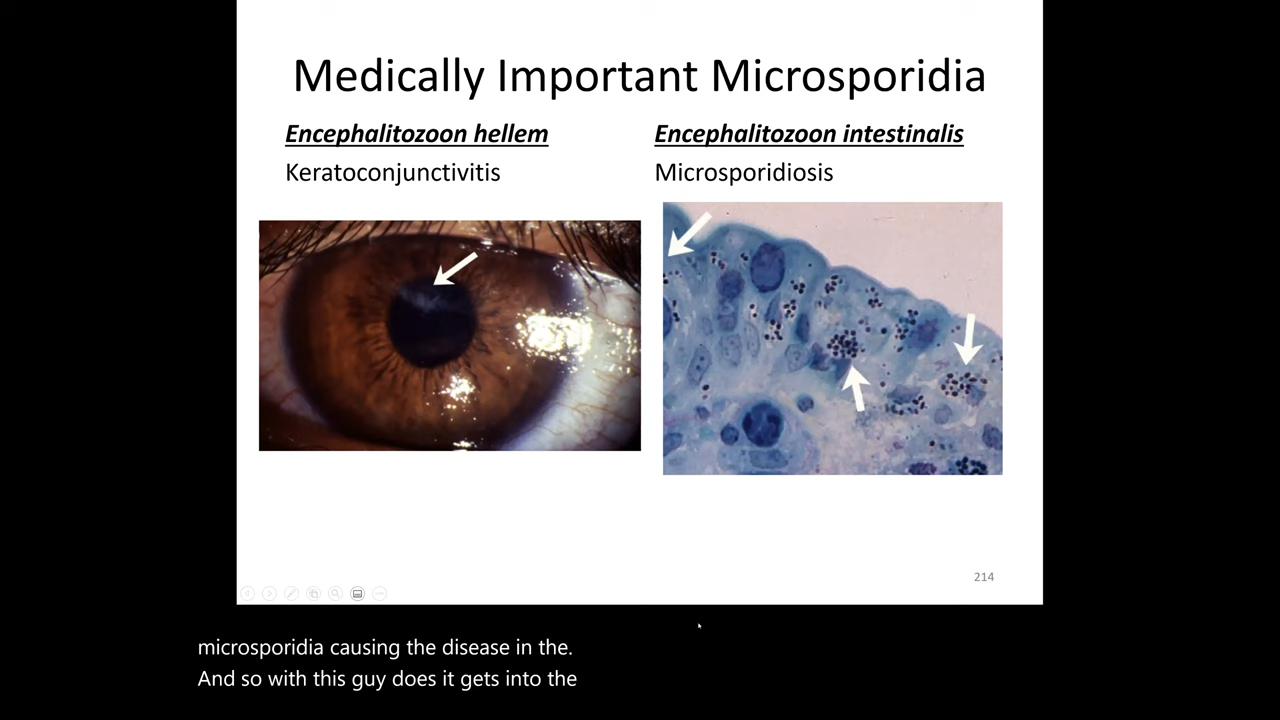 Medically Important Microsporidia
Encephalitozoon hellem
Keratoconjunctivitis
Encephalitozoon intestinalis
Microsporidiosis
214
microsporidia causing the disease in the.
And so with this guy does it gets into the